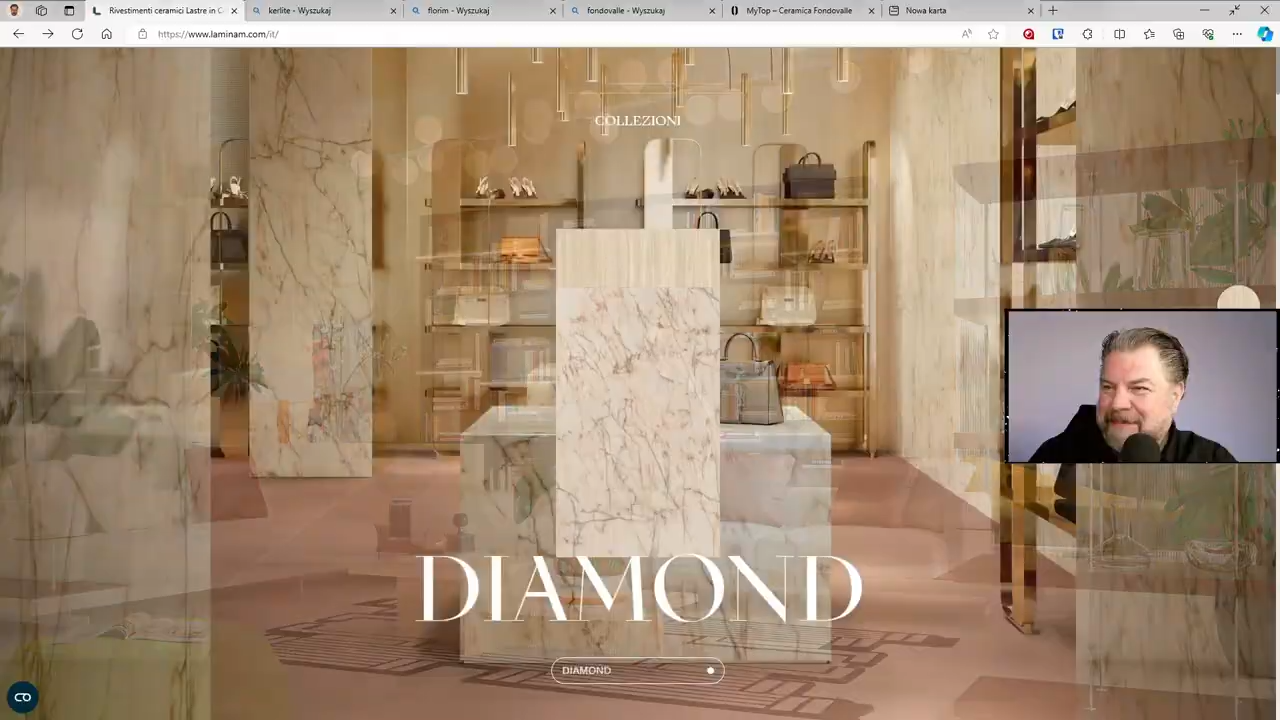 Rivestimenti ceramici Lastre in C
kerlite - Wyszukaj
florim - Wyszukaj
fondovalle - Wyszukaj
MyTop – Ceramica Fondovalle
Nowa karta
https://www.laminam.com/it/
COLLEZIONI
DIAMOND
DIAMOND